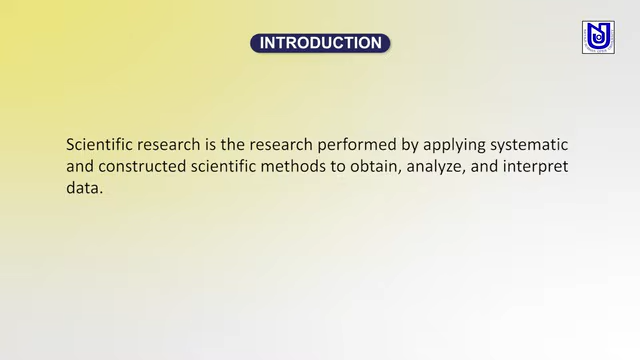 INTRODUCTION
Scientific research is the research performed by applying systematic
and constructed scientific methods to obtain, analyze, and interpret
data.